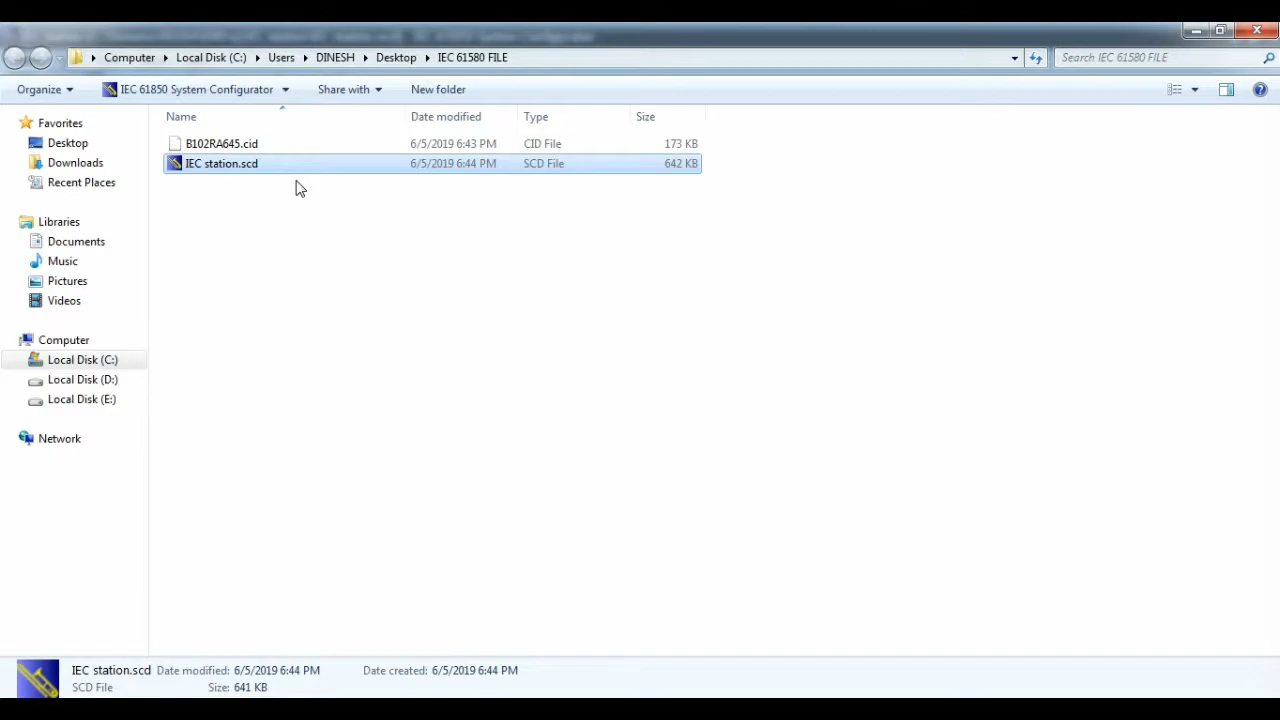 Computer Local Disk (C:) Users DINESH Desktop IEC 61580 FILE Search IEC 61580 FILE
Organize IEC 61850 System Configurator Share with New folder
Name Date modified Type Size
Favorites
Desktop
Downloads
Recent Places
Libraries
Documents
Music
Pictures
Videos
Computer
Local Disk (C:)
Local Disk (D:)
Local Disk (E:)
Network
B102RA645.cid 6/5/2019 6:43 PM CID File 173 KB
IEC station.scd 6/5/2019 6:44 PM SCD File 642 KB
IEC station.scd Date modified: 6/5/2019 6:44 PM Date created: 6/5/2019 6:44 PM
SCD File Size: 641 KB